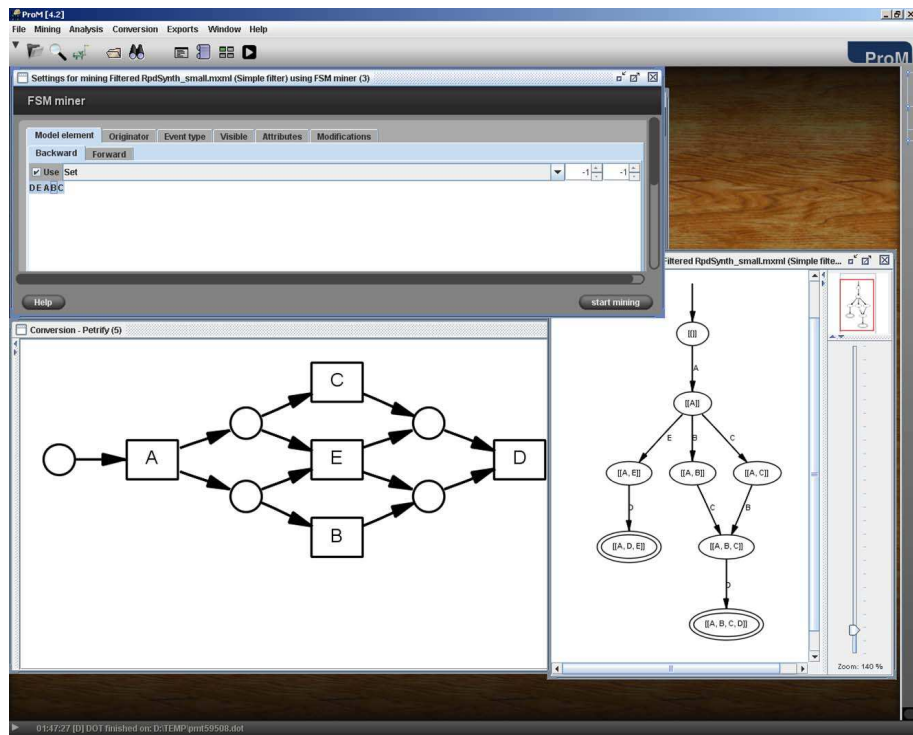 ProM [4.2]
File Mining Analysis Conversion Exports Window Help
ProM
Settings for mining Filtered RpdSynth_small.mxml (Simple filter) using FSM miner (3)
FSM miner
Model element Originator Event type Visible Attributes Modifications
Backward Forward
Use Set -1 -1
D E A B C
Help start mining
Filtered RpdSynth_small.mxml (Simple filte...
Conversion - Petrify (5)
A
C
E
B
D
[[]]
A
[[A]]
E B C
[[A, E]] [[A, B]] [[A, C]]
D C B
[[A, D, E]] [[A, B, C]]
D
[[A, B, C, D]]
Zoom: 140 %
01:47:27 [D] DOT finished on: D:\TEMP\pmt59508.dot